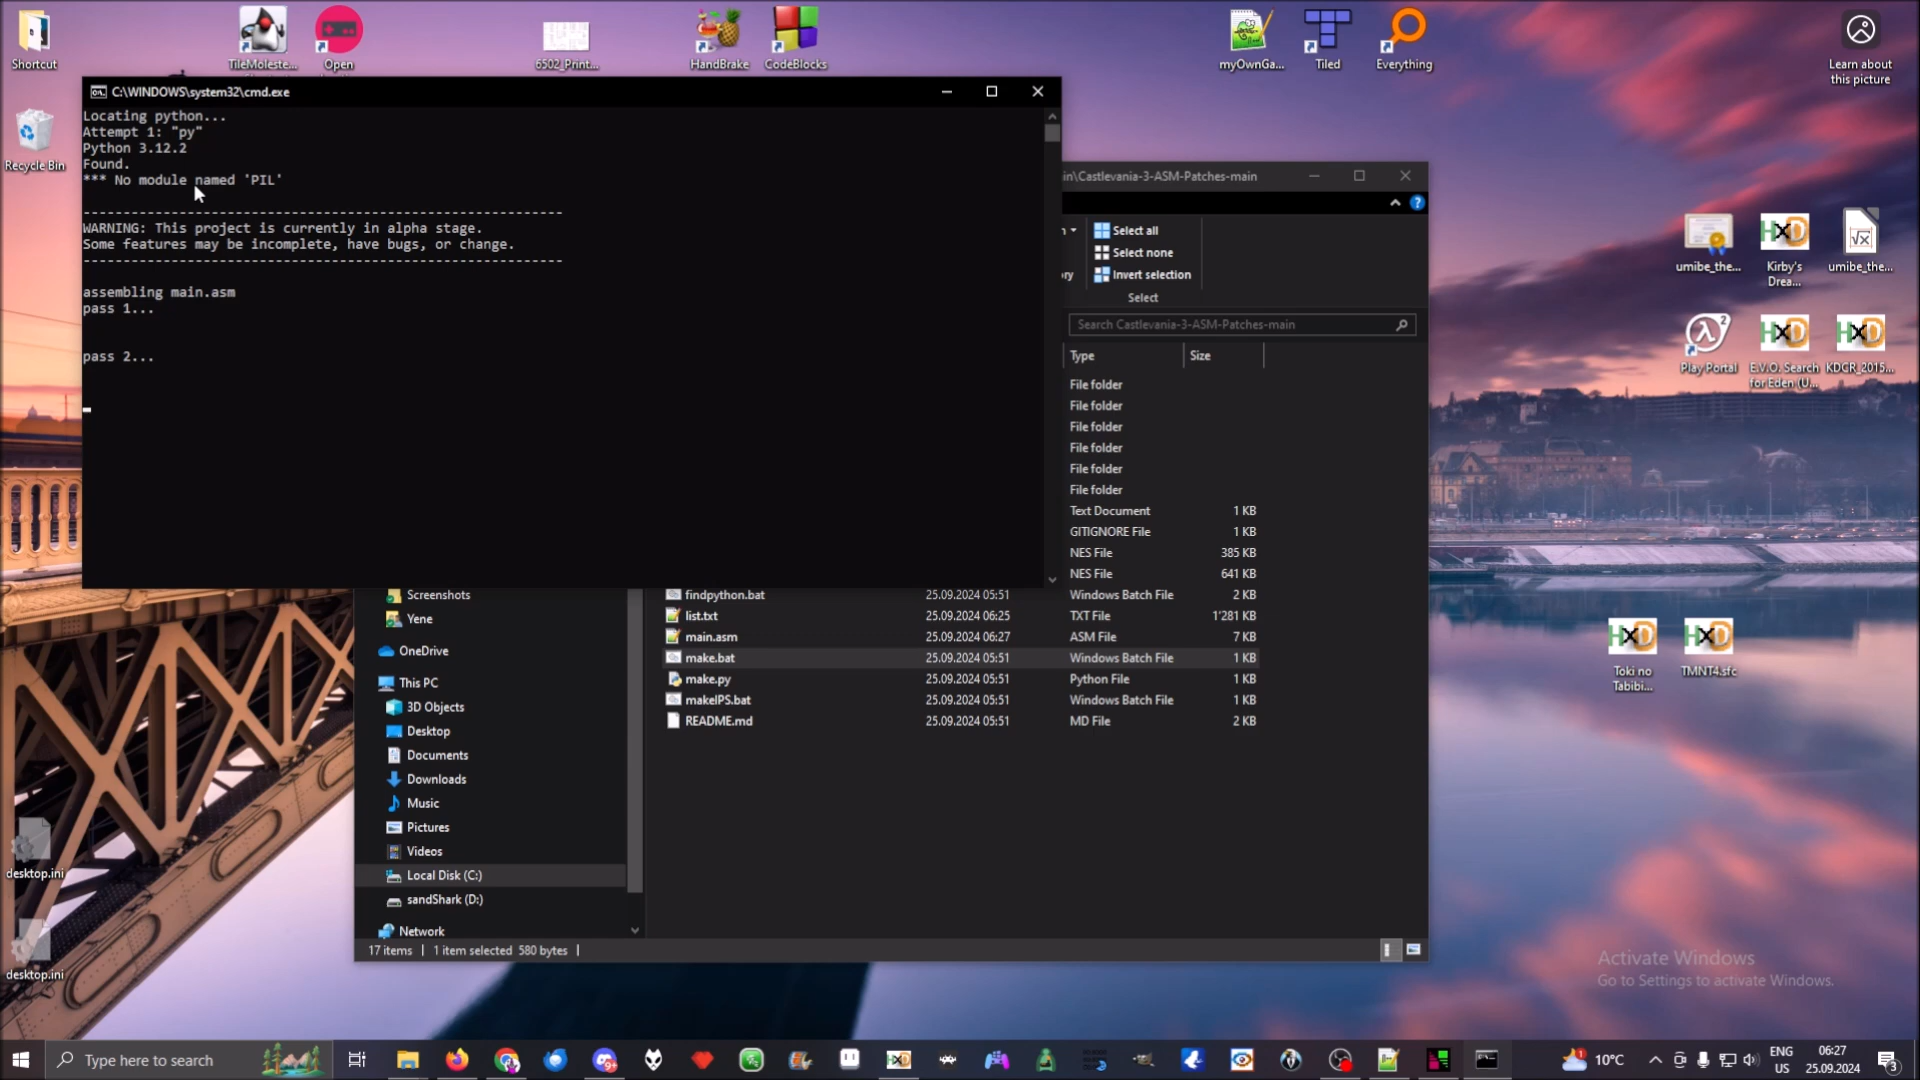 Shortcut
TileMoleste...
Open
6502_Print...
HandBrake
CodeBlocks
myOwnGa...
Tiled
Everything
Learn about
this picture
Recycle Bin
C:\WINDOWS\system32\cmd.exe
Locating python...
Attempt 1: "py"
Python 3.12.2
Found.
*** No module named 'PIL'
-------------------------------------------------------------
WARNING: This project is currently in alpha stage.
Some features may be incomplete, have bugs, or change.
-------------------------------------------------------------
assembling main.asm
pass 1...
pass 2...
in\Castlevania-3-ASM-Patches-main
Select all
Select none
Invert selection
Select
Search Castlevania-3-ASM-Patches-main
Type Size
File folder
File folder
File folder
File folder
File folder
File folder
Text Document 1 KB
GITIGNORE File 1 KB
NES File 385 KB
NES File 641 KB
findpython.bat 25.09.2024 05:51 Windows Batch File 2 KB
list.txt 25.09.2024 06:25 TXT File 1'281 KB
main.asm 25.09.2024 06:27 ASM File 7 KB
make.bat 25.09.2024 05:51 Windows Batch File 1 KB
make.py 25.09.2024 05:51 Python File 1 KB
makeIPS.bat 25.09.2024 05:51 Windows Batch File 1 KB
README.md 25.09.2024 05:51 MD File 2 KB
Screenshots
Yene
OneDrive
This PC
3D Objects
Desktop
Documents
Downloads
Music
Pictures
Videos
Local Disk (C:)
sandShark (D:)
Network
17 items 1 item selected 580 bytes
umibe_the...
Kirby's
Drea...
umibe_the...
Play Portal
E.V.O. Search
for Eden (U...
KDGR_2015...
Toki no
Tabibi...
TMNT4.sfc
desktop.ini
desktop.ini
Activate Windows
Go to Settings to activate Windows.
Type here to search
10°C
ENG
US
06:27
25.09.2024
3